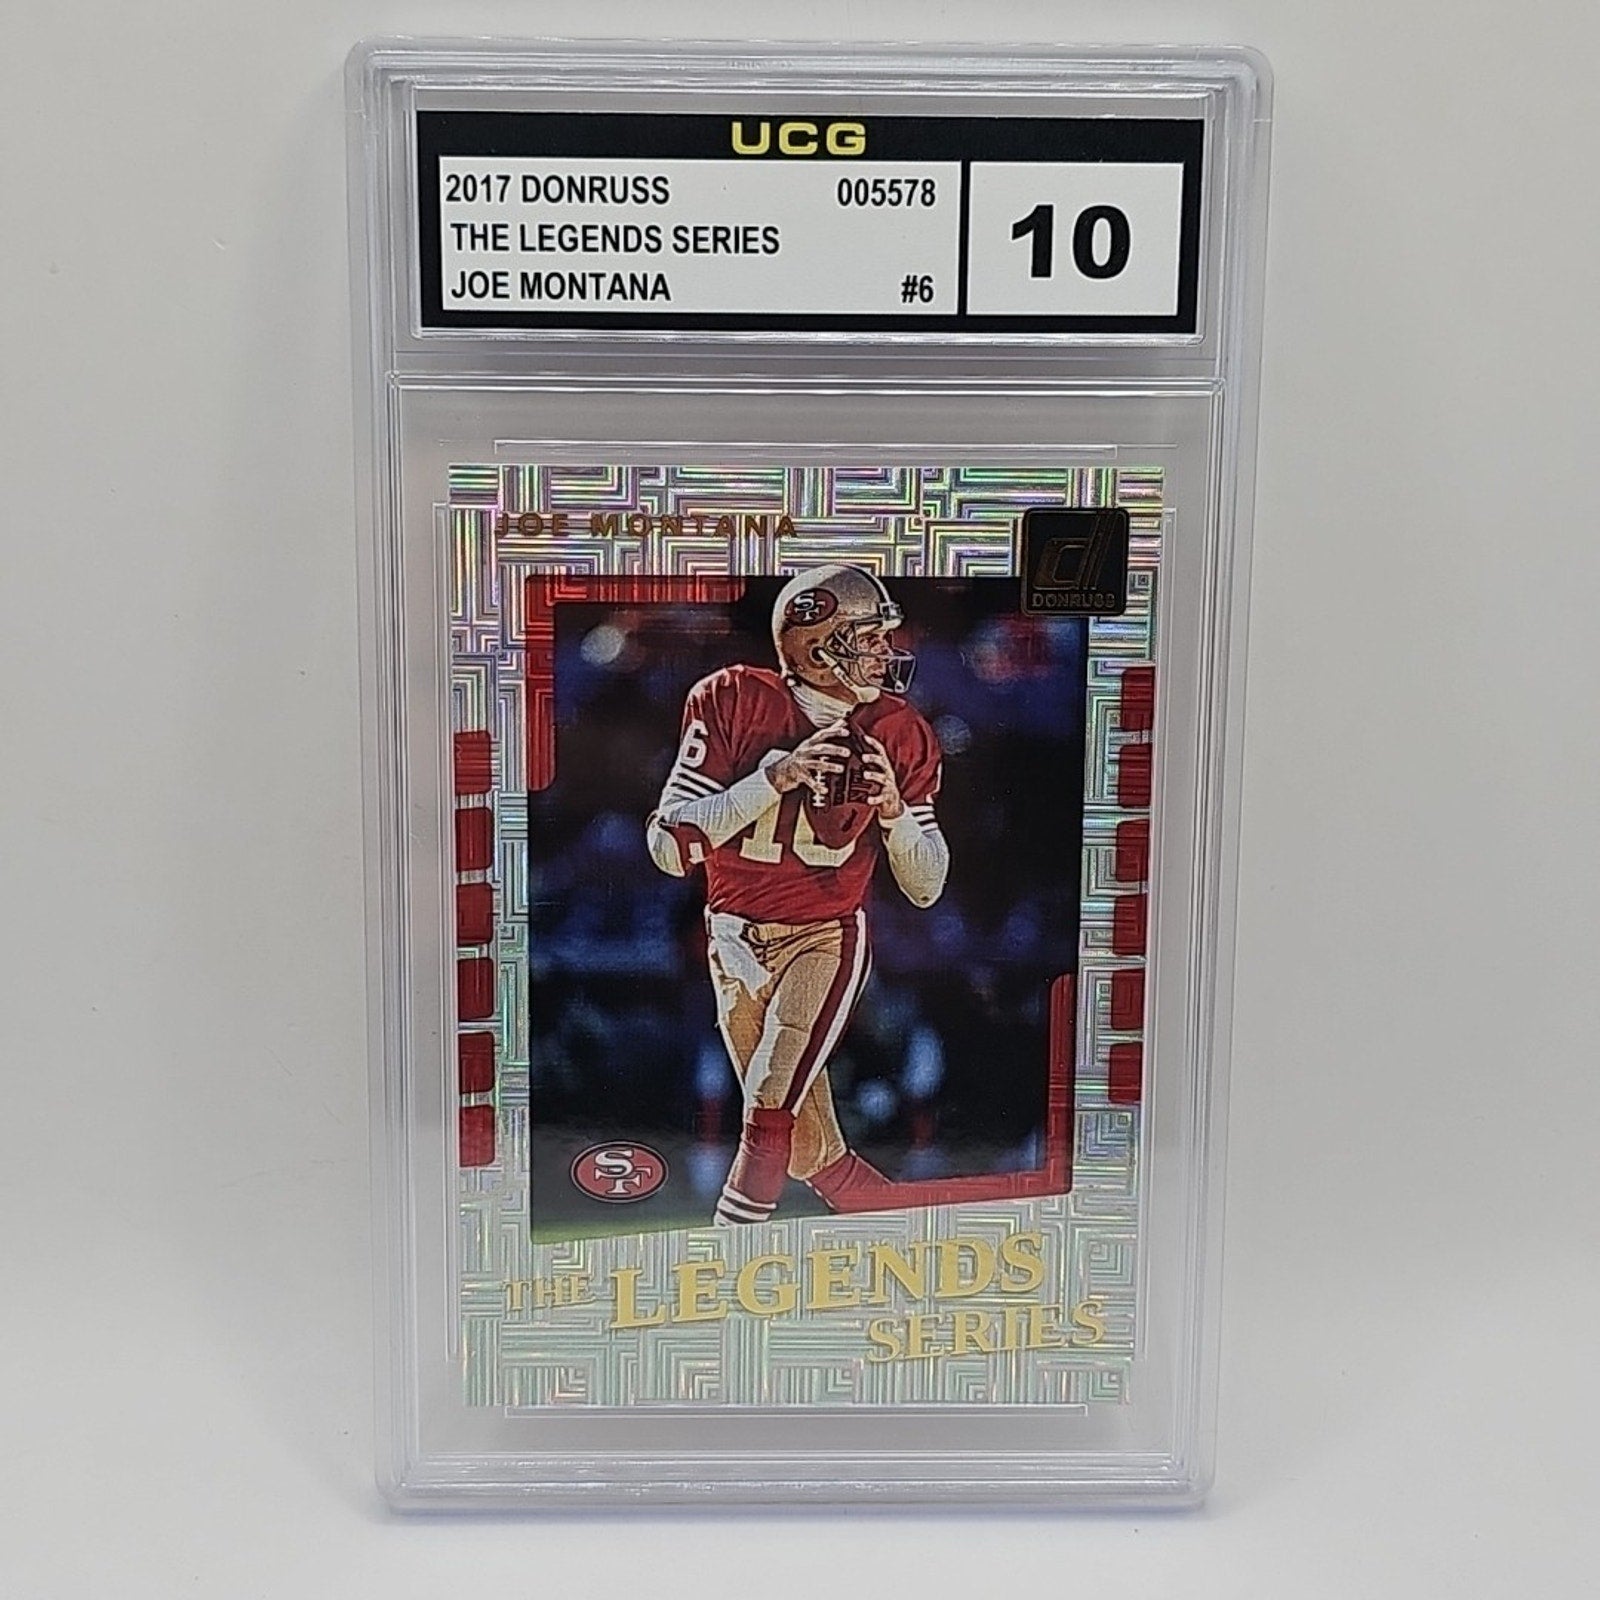 UCG
2017 DONRUSS 005578
THE LEGENDS SERIES
JOE MONTANA #6
10
JOE MONTANA
DONRUSS
SF
6
16
SF
THE LEGENDS
SERIES